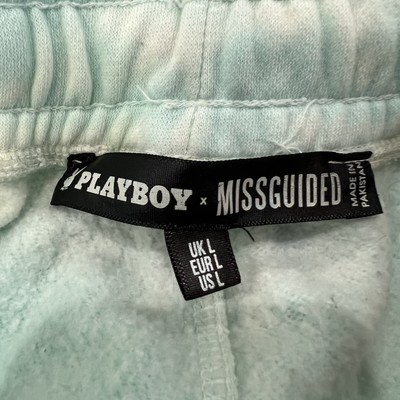 PLAYBOY x MISSGUIDED
MADE IN
PAKISTAN
UK L
EUR L
US L